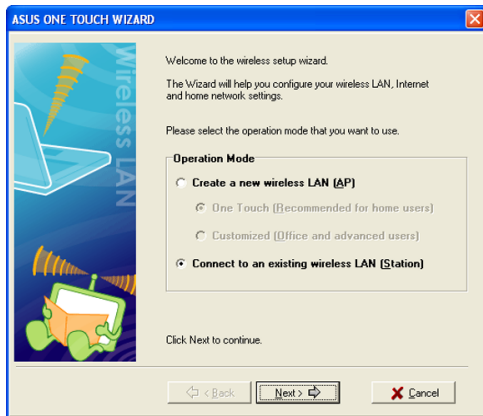 ASUS ONE TOUCH WIZARD
Wireless LAN
Welcome to the wireless setup wizard.
The Wizard will help you configure your wireless LAN, Internet
and home network settings.
Please select the operation mode that you want to use.
Operation Mode
Create a new wireless LAN (AP)
One Touch (Recommended for home users)
Customized (Office and advanced users)
Connect to an existing wireless LAN (Station)
Click Next to continue.
< Back
Next >
Cancel